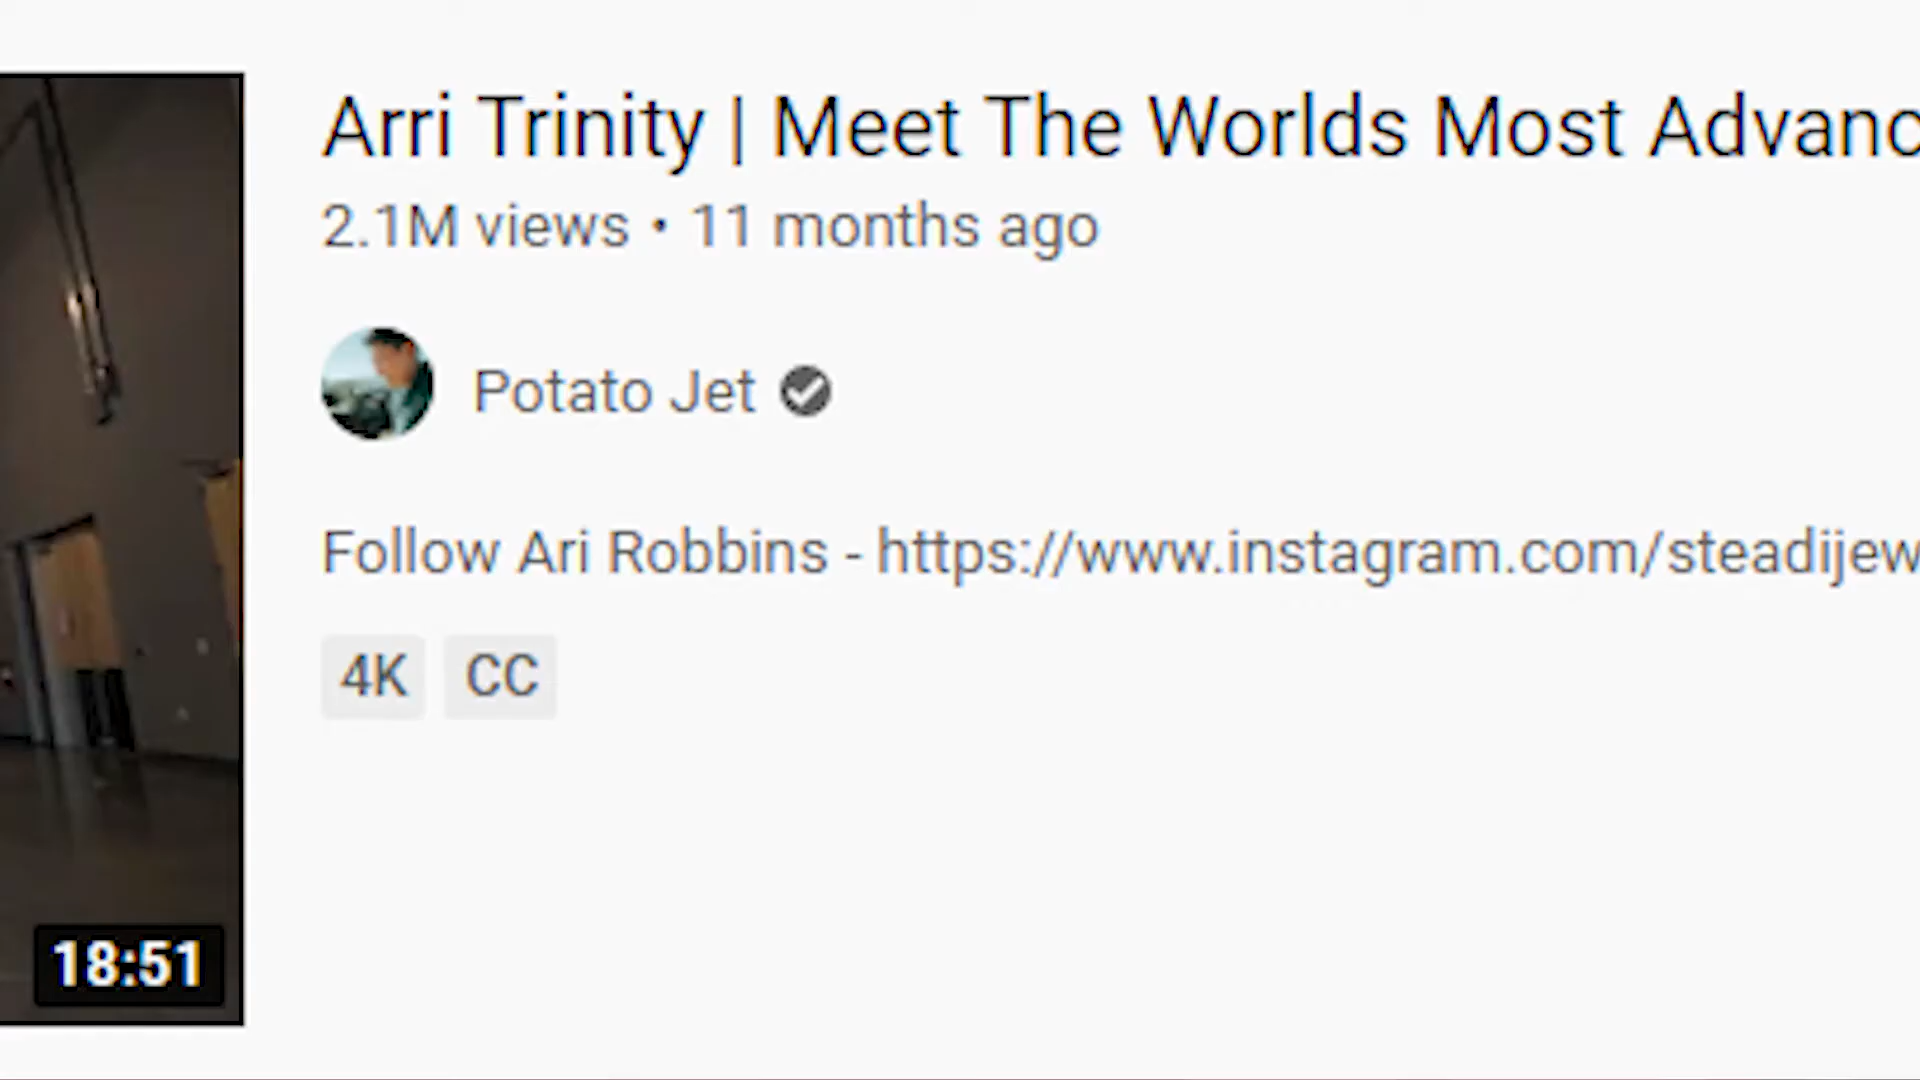 Arri Trinity | Meet The Worlds Most Advanc
2.1M views • 11 months ago
Potato Jet
Follow Ari Robbins - https://www.instagram.com/steadijew
4K CC
18:51